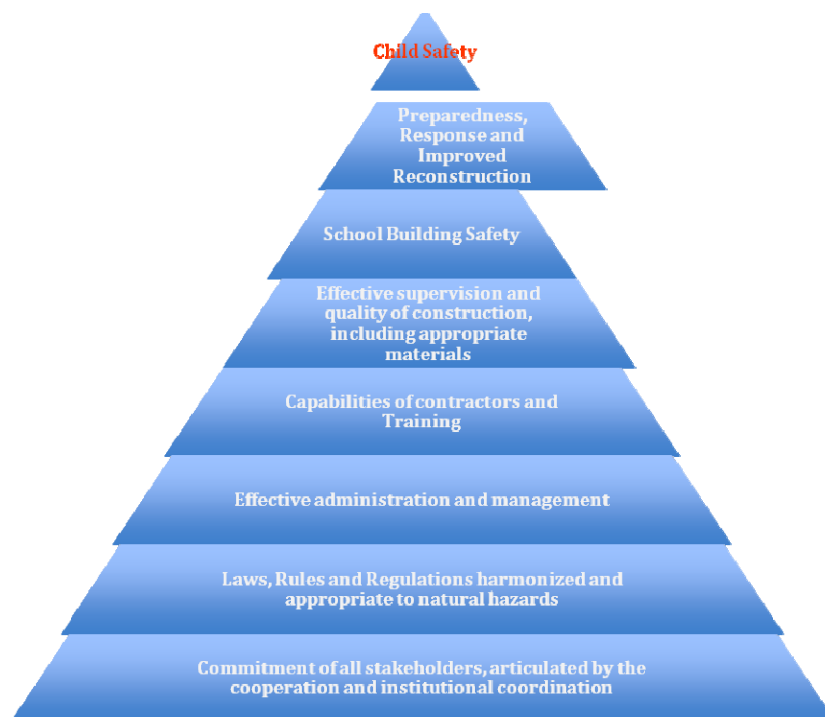 Child Safety
Preparedness,
Response and
Improved
Reconstruction
School Building Safety
Effective supervision and
quality of construction,
including appropriate
materials
Capabilities of contractors and
Training
Effective administration and management
Laws, Rules and Regulations harmonized and
appropriate to natural hazards
Commitment of all stakeholders, articulated by the
cooperation and institutional coordination